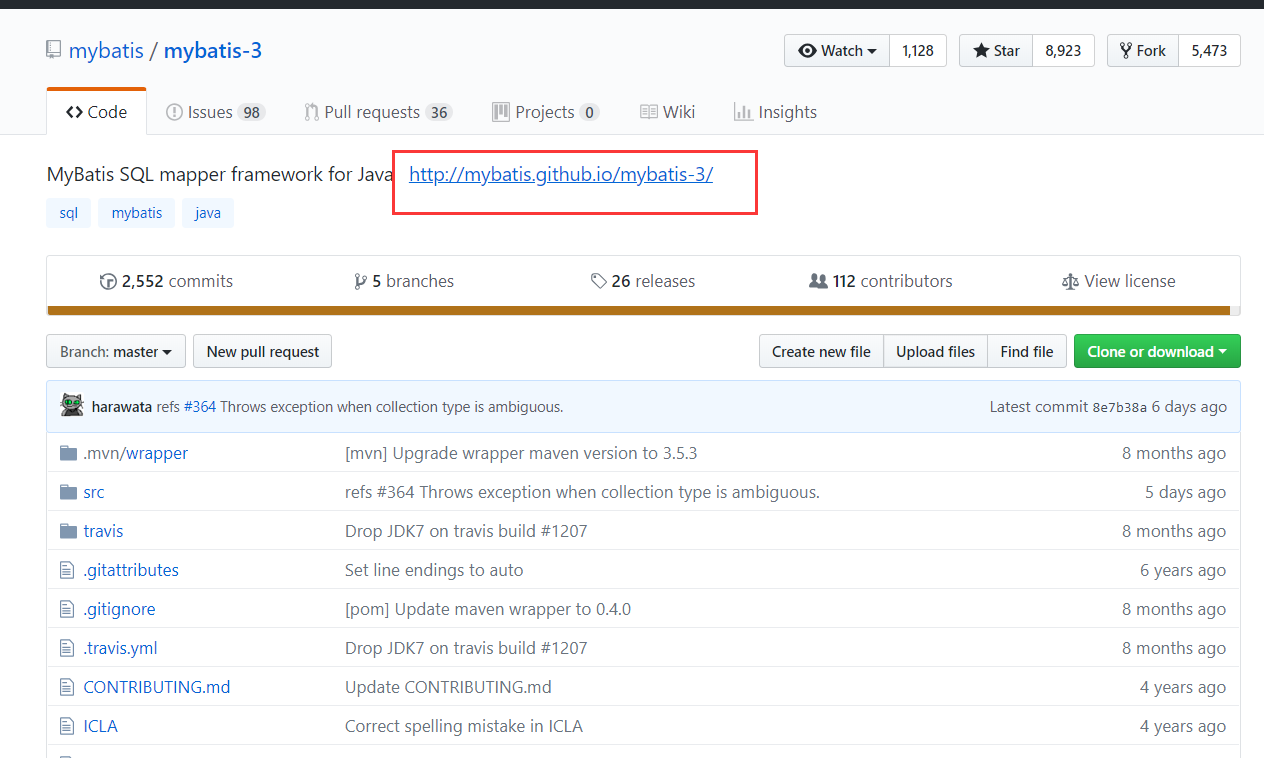 mybatis / mybatis-3
Watch 1,128 Star 8,923 Fork 5,473
Code Issues 98 Pull requests 36 Projects 0 Wiki Insights
MyBatis SQL mapper framework for Java http://mybatis.github.io/mybatis-3/
sql mybatis java
2,552 commits 5 branches 26 releases 112 contributors View license
Branch: master New pull request Create new file Upload files Find file Clone or download
harawata refs #364 Throws exception when collection type is ambiguous. Latest commit 8e7b38a 6 days ago
.mvn/wrapper [mvn] Upgrade wrapper maven version to 3.5.3 8 months ago
src refs #364 Throws exception when collection type is ambiguous. 5 days ago
travis Drop JDK7 on travis build #1207 8 months ago
.gitattributes Set line endings to auto 6 years ago
.gitignore [pom] Update maven wrapper to 0.4.0 8 months ago
.travis.yml Drop JDK7 on travis build #1207 8 months ago
CONTRIBUTING.md Update CONTRIBUTING.md 4 years ago
ICLA Correct spelling mistake in ICLA 4 years ago